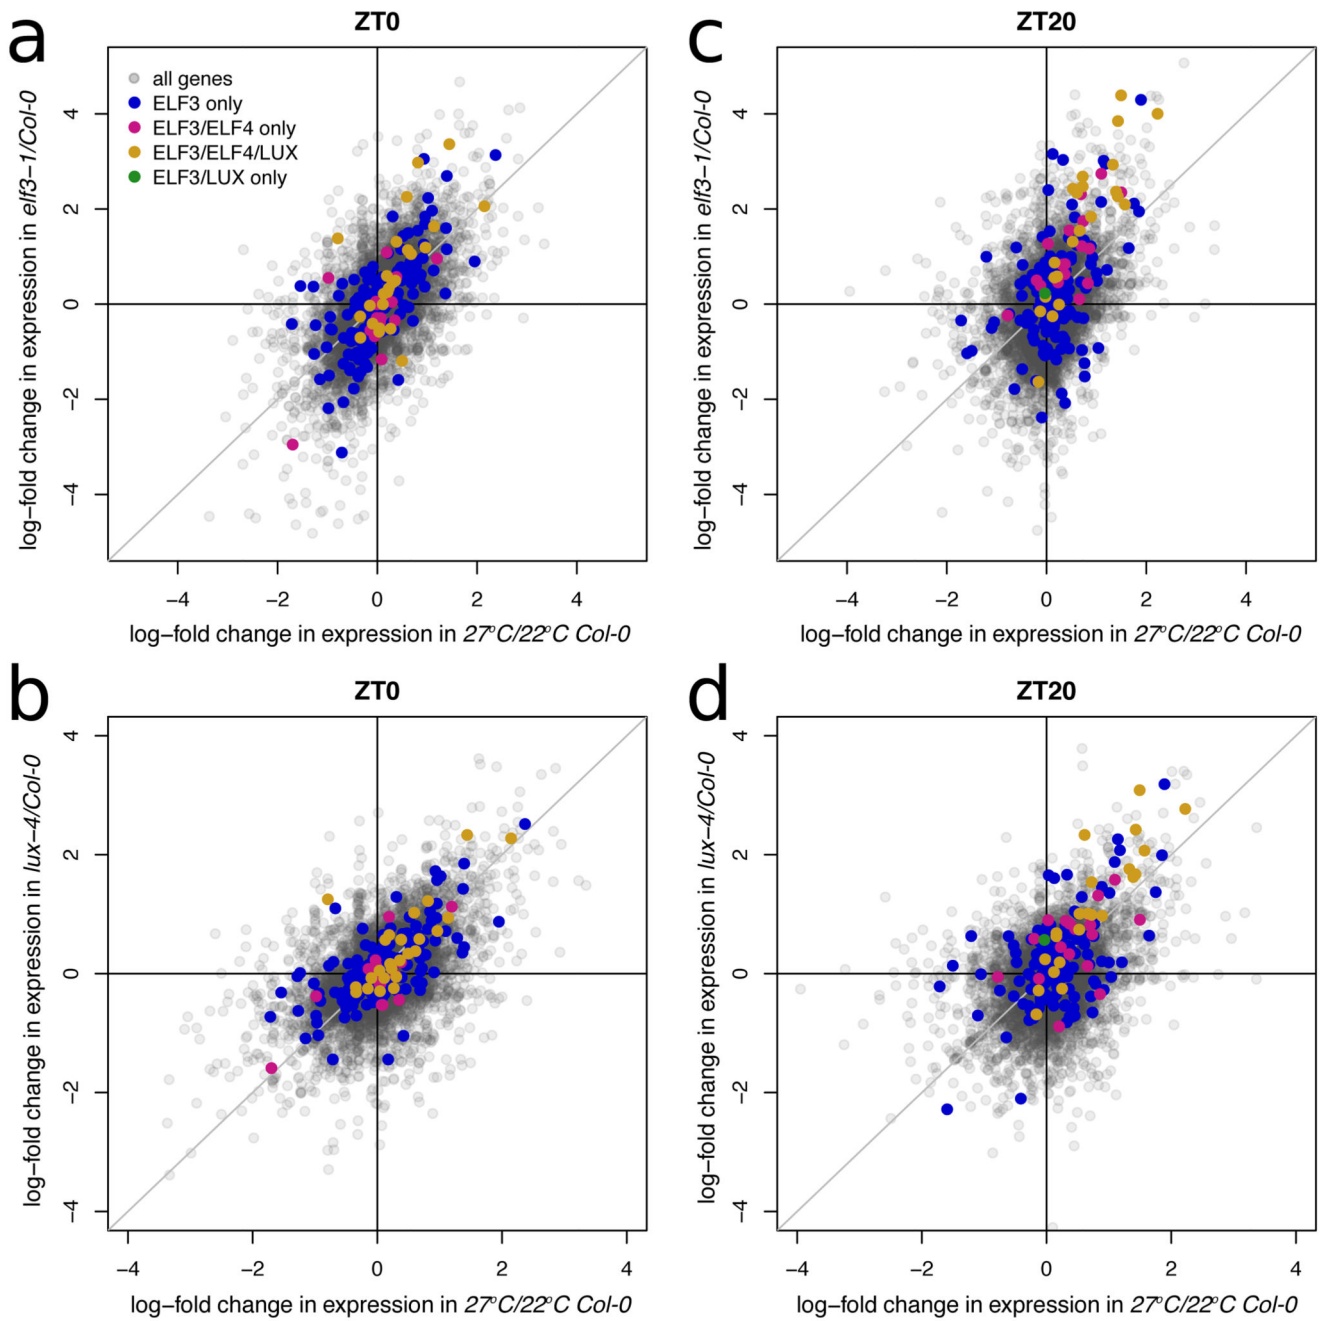 a
ZT0
all genes
ELF3 only
ELF3/ELF4 only
ELF3/ELF4/LUX
ELF3/LUX only
log−fold change in expression in elf3−1/Col-0
4
2
0
−2
−4
−4 −2 0 2 4
log−fold change in expression in 27°C/22°C Col-0
c
ZT20
log−fold change in expression in elf3−1/Col-0
4
2
0
−2
−4
−4 −2 0 2 4
log−fold change in expression in 27°C/22°C Col-0
b
ZT0
log−fold change in expression in lux−4/Col-0
4
2
0
−2
−4
−4 −2 0 2 4
log−fold change in expression in 27°C/22°C Col-0
d
ZT20
log−fold change in expression in lux−4/Col-0
4
2
0
−2
−4
−4 −2 0 2 4
log−fold change in expression in 27°C/22°C Col-0